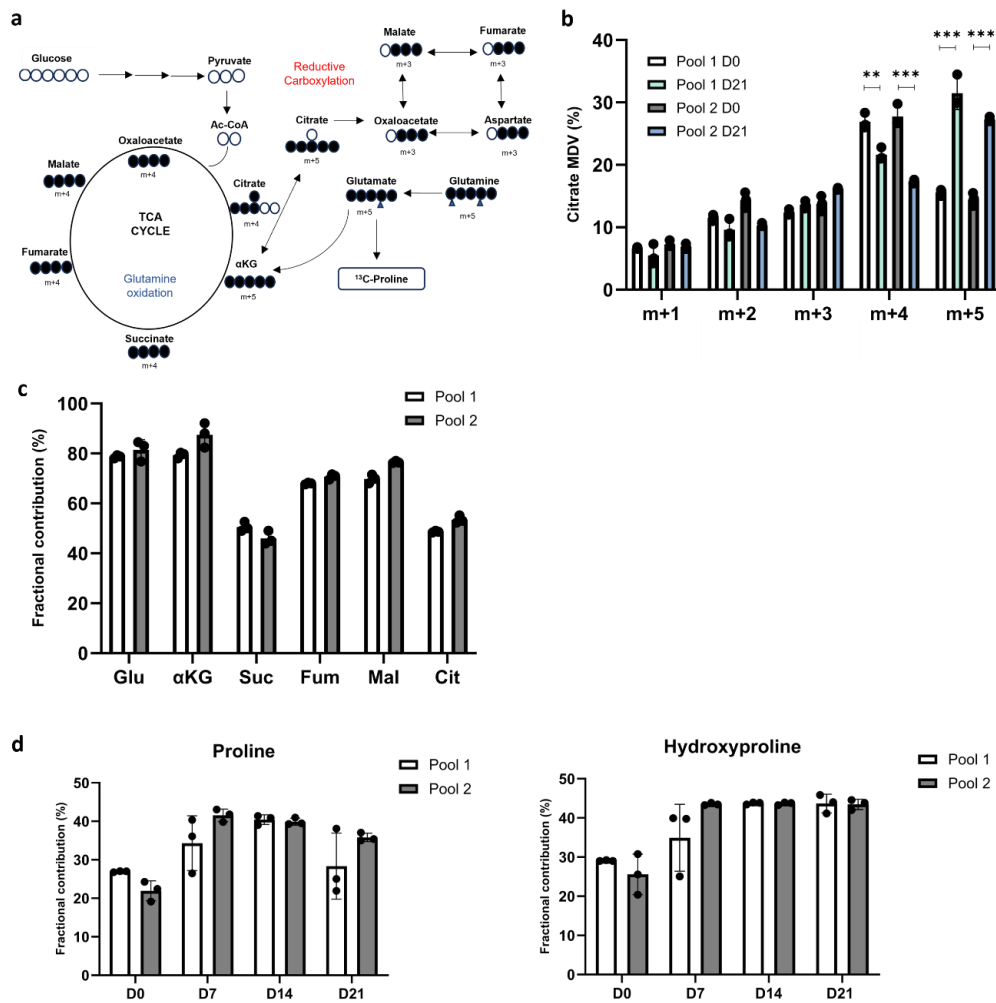 a
Glucose
Pyruvate
Ac-CoA
Reductive
Carboxylation
Malate
m+3
Fumarate
m+3
Citrate
m+5
Oxaloacetate
m+3
Aspartate
m+3
Oxaloacetate
m+4
Malate
m+4
Citrate
m+4
Glutamate
m+5
Glutamine
m+5
TCA
CYCLE
Fumarate
m+4
Glutamine
oxidation
αKG
m+5
¹³C-Proline
Succinate
m+4
b
Citrate MDV (%)
40
30
20
10
0
Pool 1 D0
Pool 1 D21
Pool 2 D0
Pool 2 D21
** ***
*** ***
m+1 m+2 m+3 m+4 m+5
c
Fractional contribution (%)
100
80
60
40
20
0
Pool 1
Pool 2
Glu αKG Suc Fum Mal Cit
d
Proline
Fractional contribution (%)
50
40
30
20
10
0
Pool 1
Pool 2
D0 D7 D14 D21
Hydroxyproline
Fractional contribution (%)
50
40
30
20
10
0
Pool 1
Pool 2
D0 D7 D14 D21